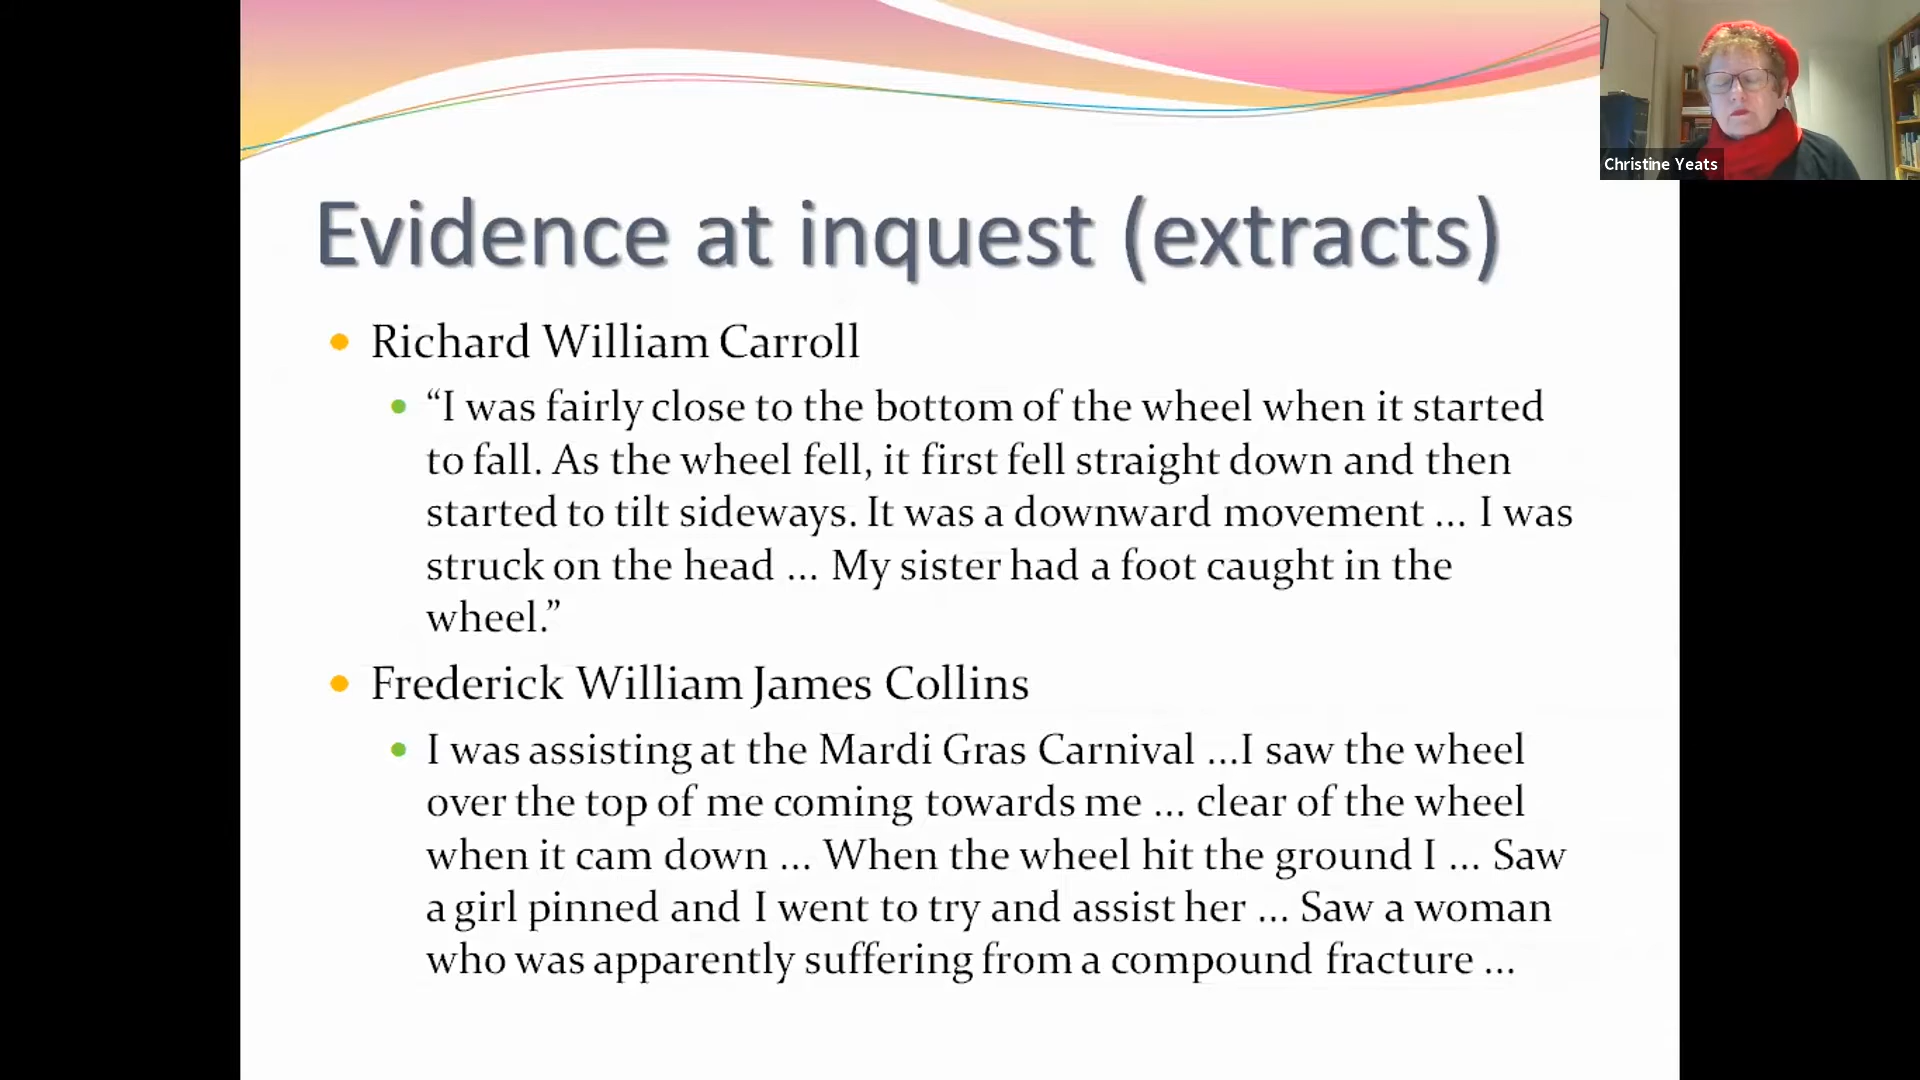 Christine Yeats
Evidence at inquest (extracts)
• Richard William Carroll
• “I was fairly close to the bottom of the wheel when it started
to fall. As the wheel fell, it first fell straight down and then
started to tilt sideways. It was a downward movement ... I was
struck on the head ... My sister had a foot caught in the
wheel.”
• Frederick William James Collins
• I was assisting at the Mardi Gras Carnival ...I saw the wheel
over the top of me coming towards me ... clear of the wheel
when it cam down ... When the wheel hit the ground I ... Saw
a girl pinned and I went to try and assist her ... Saw a woman
who was apparently suffering from a compound fracture ...